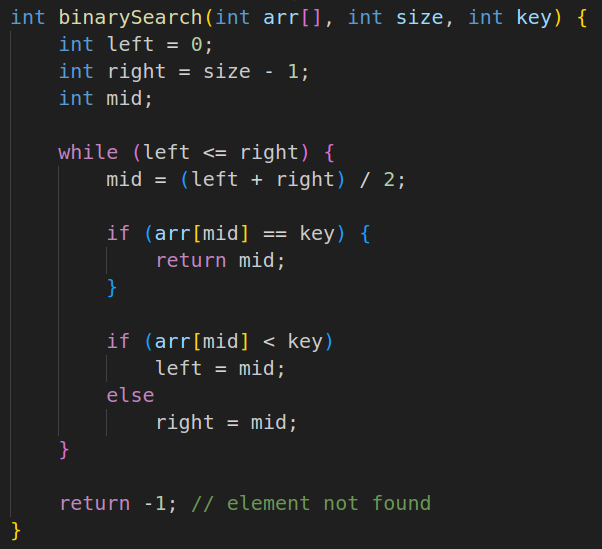 int binarySearch(int arr[], int size, int key) {
    int left = 0;
    int right = size - 1;
    int mid;

    while (left <= right) {
        mid = (left + right) / 2;

        if (arr[mid] == key) {
            return mid;
        }

        if (arr[mid] < key)
            left = mid;
        else
            right = mid;
    }

    return -1; // element not found
}